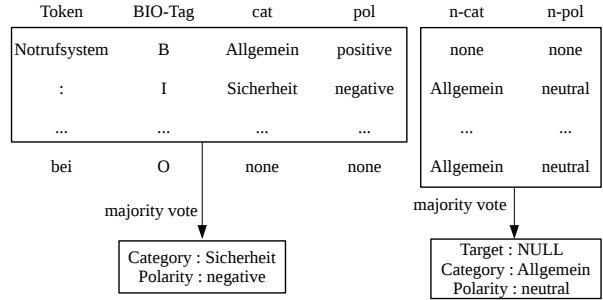 Token BIO-Tag cat pol n-cat n-pol
Notrufsystem B Allgemein positive none none
: I Sicherheit negative Allgemein neutral
... ... ... ... ... ...
bei O none none Allgemein neutral
majority vote majority vote
Category : Sicherheit
Polarity : negative
Target : NULL
Category : Allgemein
Polarity : neutral